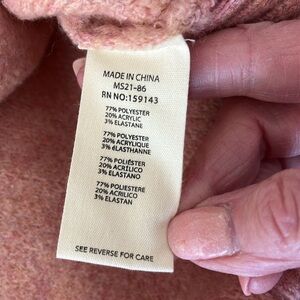 MADE IN CHINA
MS21-86
RN NO:159143
77% POLYESTER
20% ACRYLIC
3% ELASTANE
77% POLYESTER
20% ACRYLIQUE
3% ÉLASTHANNE
77% POLIÉSTER
20% ACRÍLICO
3% ELASTANO
77% POLIESTERE
20% ACRILICO
3% ELASTAN
SEE REVERSE FOR CARE